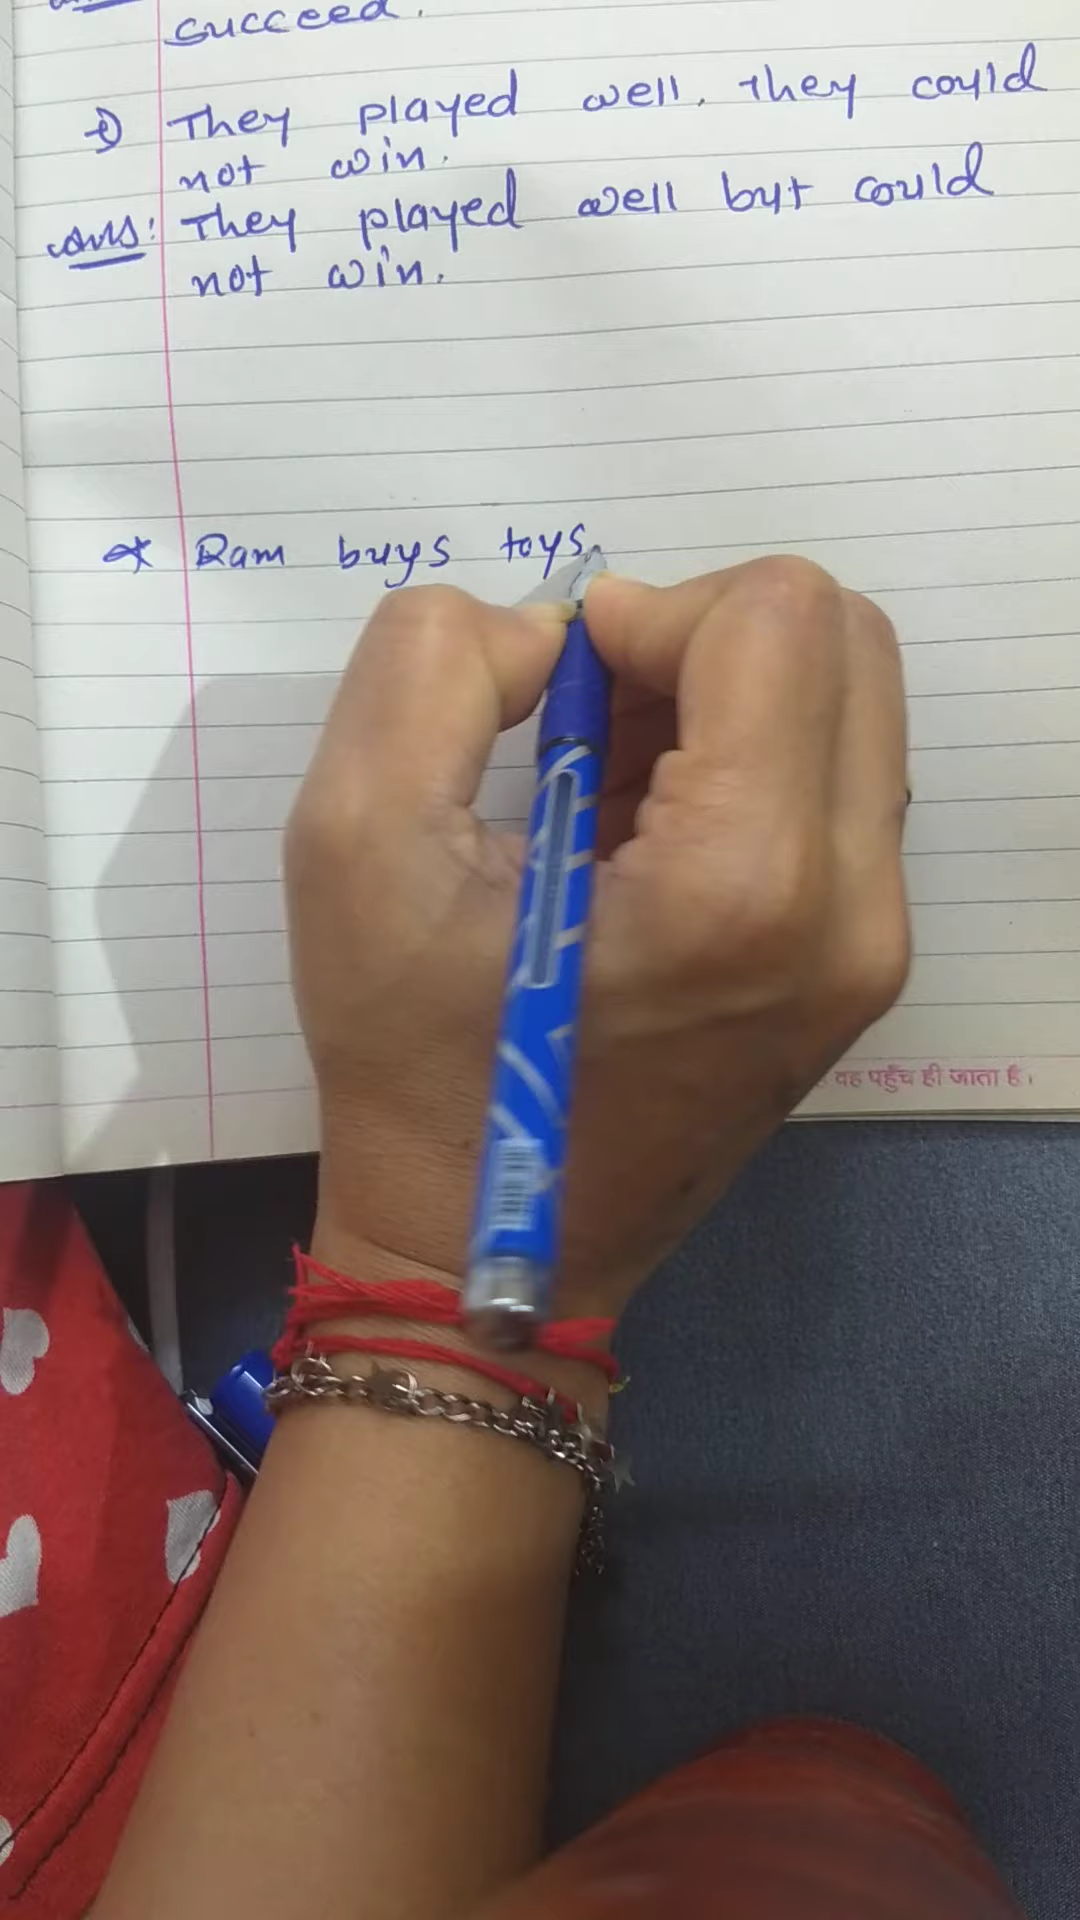 succeed.
They played well. They could
not win.
Ans: They played well but could
not win.
* Ram buys toys.
वह पहुँच ही जाता है।